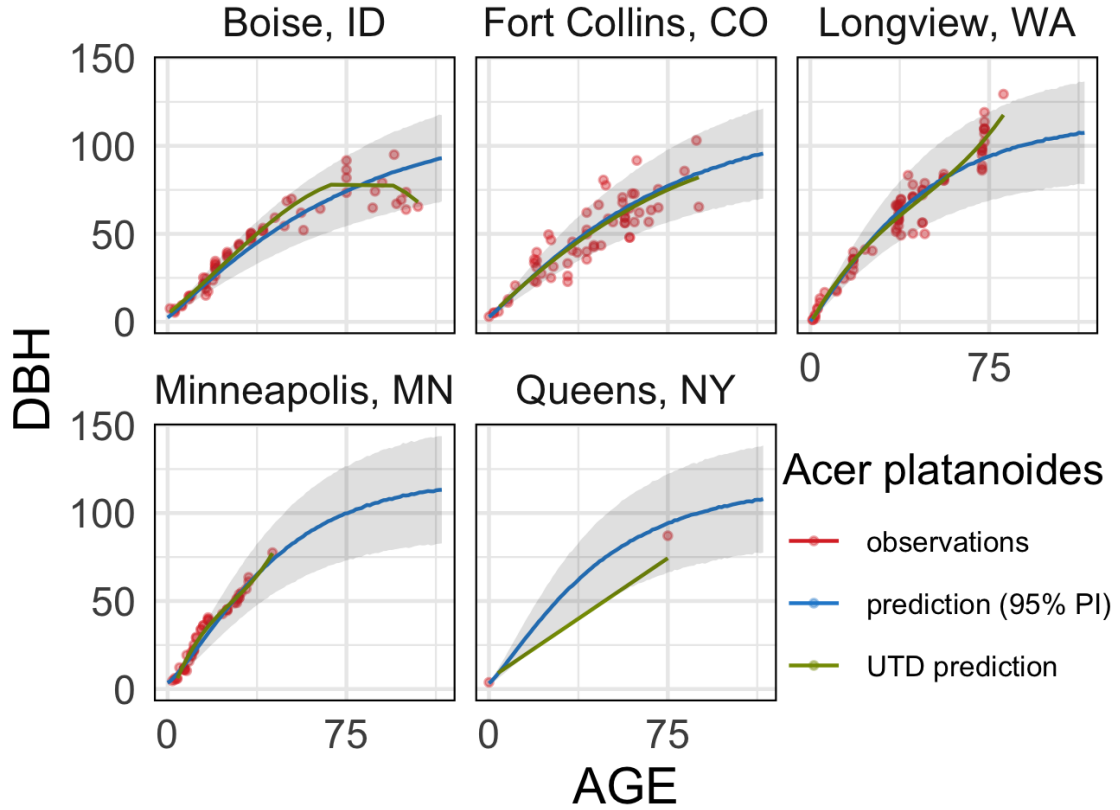 Boise, ID
Fort Collins, CO
Longview, WA
150
100
50
0
0
75
DBH
Minneapolis, MN
Queens, NY
150
100
50
0
0
75
0
75
AGE
Acer platanoides
observations
prediction (95% PI)
UTD prediction